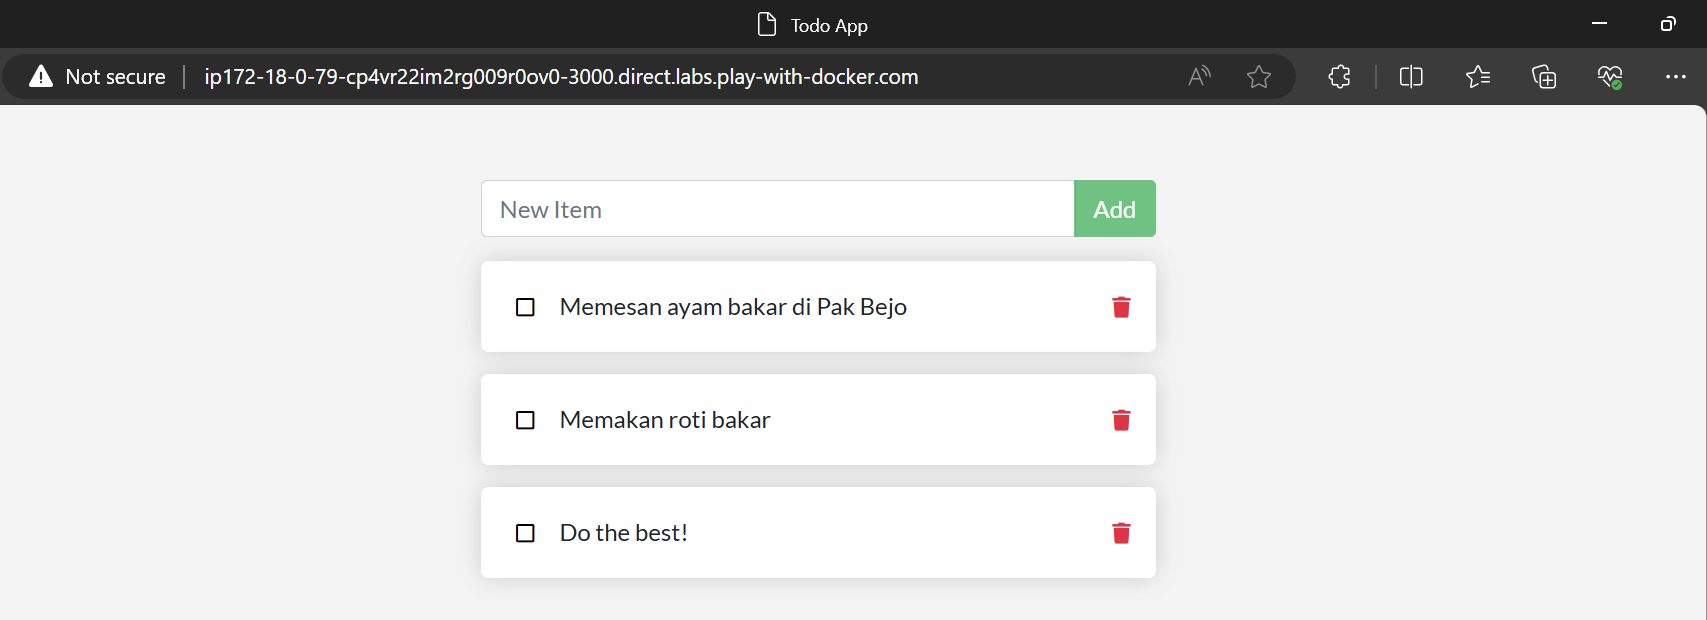 Todo App
Not secure
ip172-18-0-79-cp4vr22im2rg009r0ov0-3000.direct.labs.play-with-docker.com
New Item
Add
Memesan ayam bakar di Pak Bejo
Memakan roti bakar
Do the best!